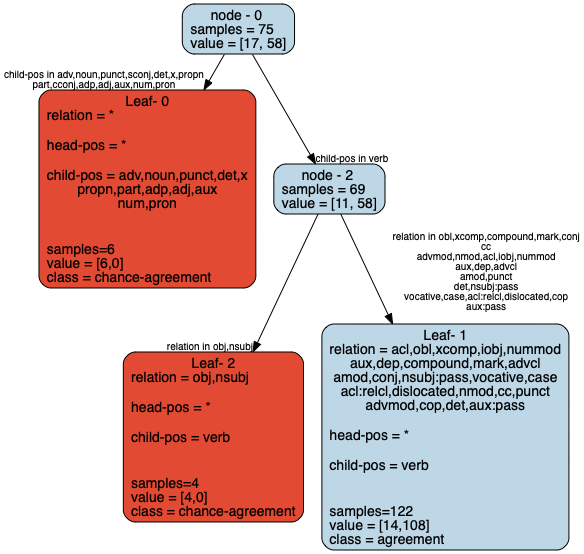 node - 0
samples = 75
value = [17, 58]
child-pos in adv,noun,punct,sconj,det,x,propn
part,cconj,adp,adj,aux,num,pron
Leaf- 0
relation = *
head-pos = *
child-pos = adv,noun,punct,det,x
propn,part,adp,adj,aux
num,pron
samples=6
value = [6,0]
class = chance-agreement
child-pos in verb
node - 2
samples = 69
value = [11, 58]
relation in obl,xcomp,compound,mark,conj
cc
advmod,nmod,acl,iobj,nummod
aux,dep,advcl
amod,punct
det,nsubj:pass
vocative,case,acl:relcl,dislocated,cop
aux:pass
relation in obj,nsubj
Leaf- 2
relation = obj,nsubj
head-pos = *
child-pos = verb
samples=4
value = [4,0]
class = chance-agreement
Leaf- 1
relation = acl,obl,xcomp,iobj,nummod
aux,dep,compound,mark,advcl
amod,conj,nsubj:pass,vocative,case
acl:relcl,dislocated,nmod,cc,punct
advmod,cop,det,aux:pass
head-pos = *
child-pos = verb
samples=122
value = [14,108]
class = agreement